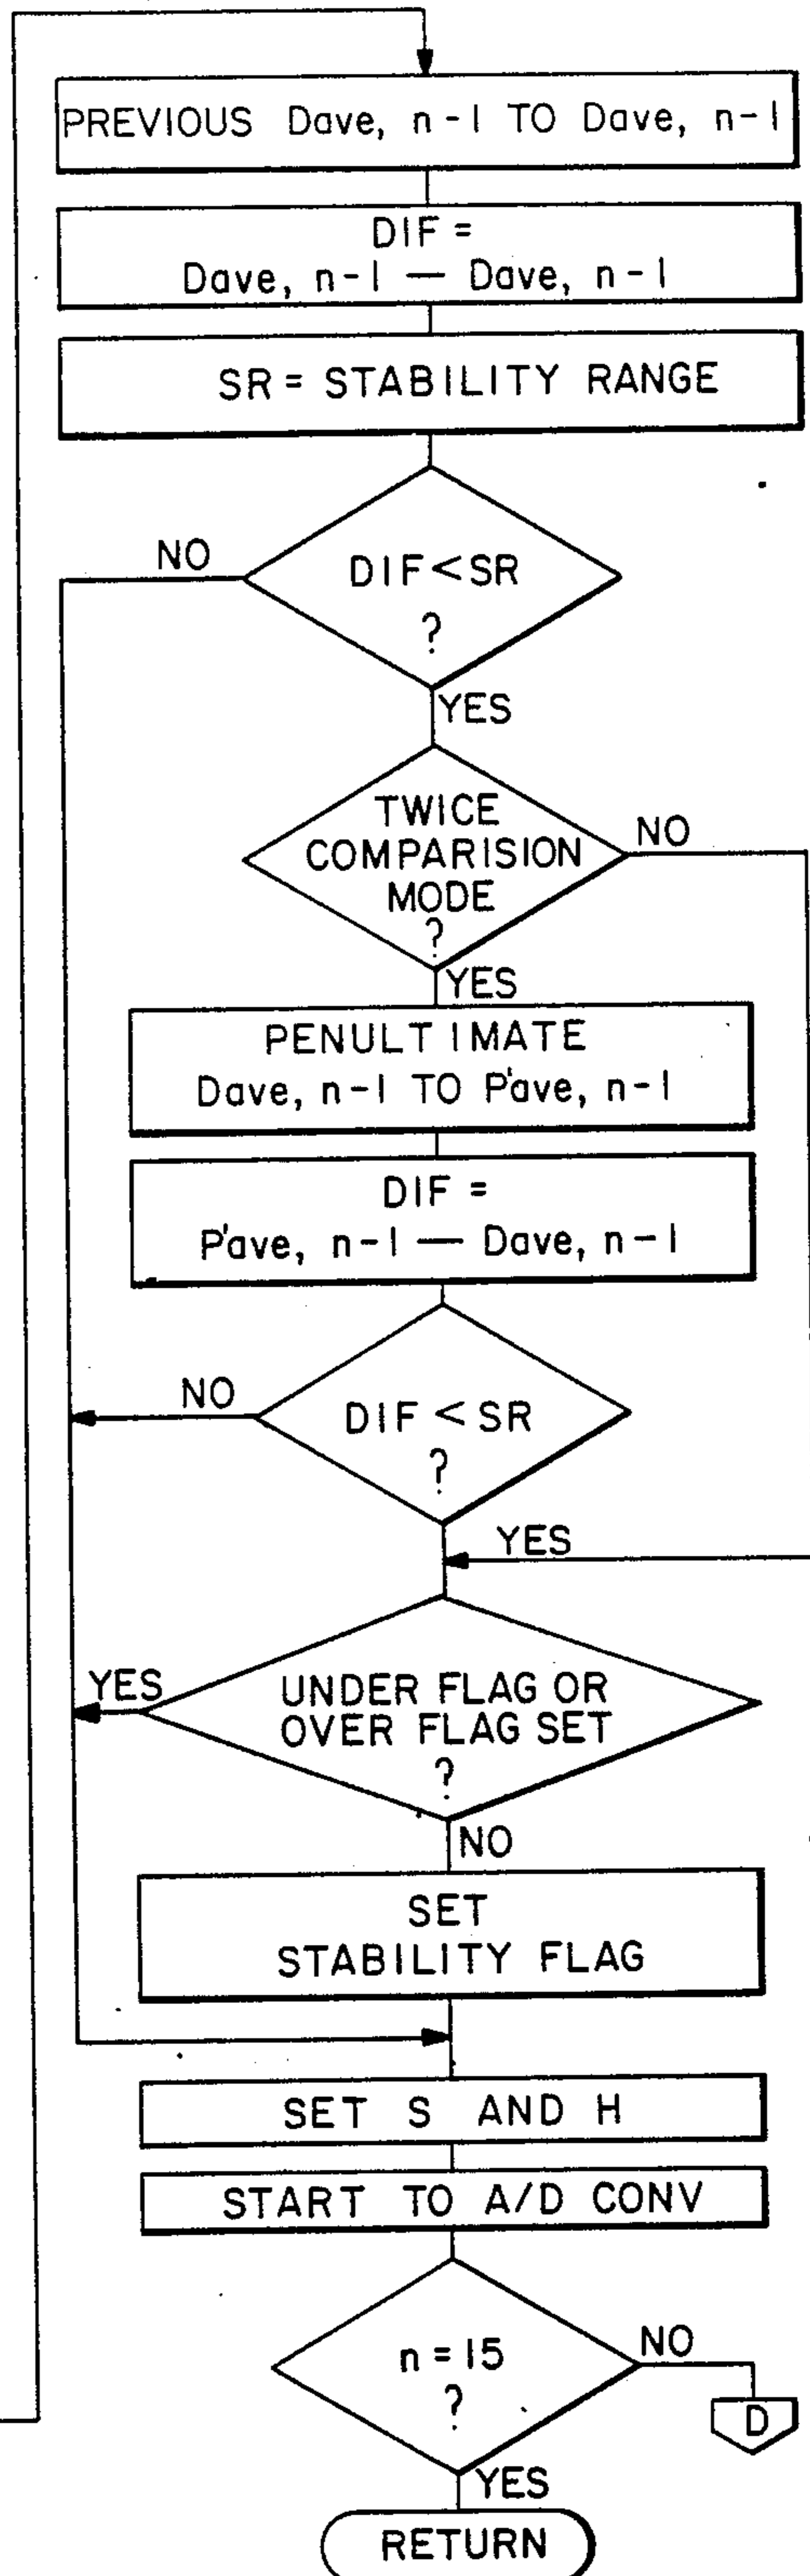 PREVIOUS Dave, n-1 TO Dave, n-1
DIF =
Dave, n-1 — Dave, n-1
SR = STABILITY RANGE
DIF<SR
?
NO
YES
TWICE
COMPARISION
MODE
?
NO
YES
PENULTIMATE
Dave, n-1 TO P'ave, n-1
DIF =
P'ave, n-1 — Dave, n-1
DIF < SR
?
NO
YES
UNDER FLAG OR
OVER FLAG SET
?
YES
NO
SET
STABILITY FLAG
SET S AND H
START TO A/D CONV
n = 15
?
NO
D
YES
RETURN